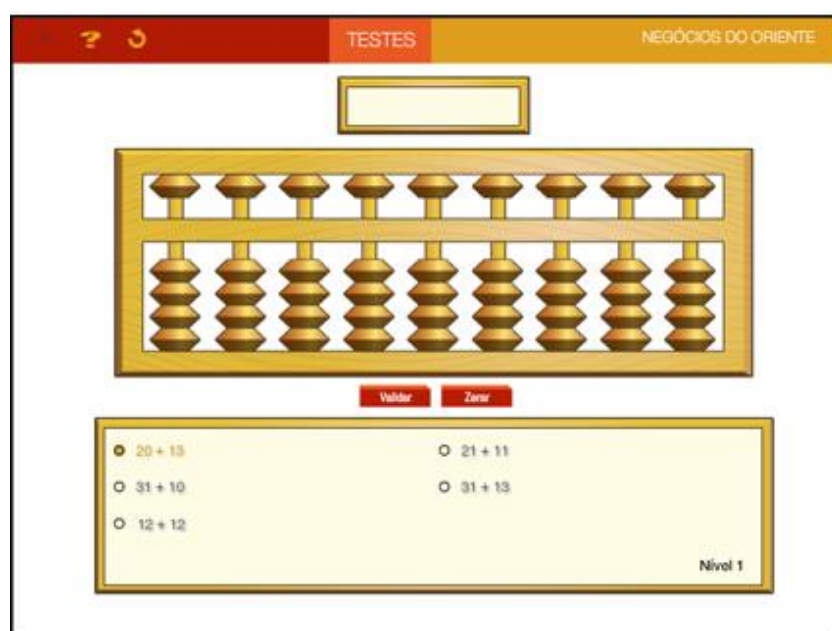 ? TESTES NEGÓCIOS DO ORIENTE
Validar Zerar
20 + 13 21 + 11
31 + 10 31 + 13
12 + 12
Nível 1